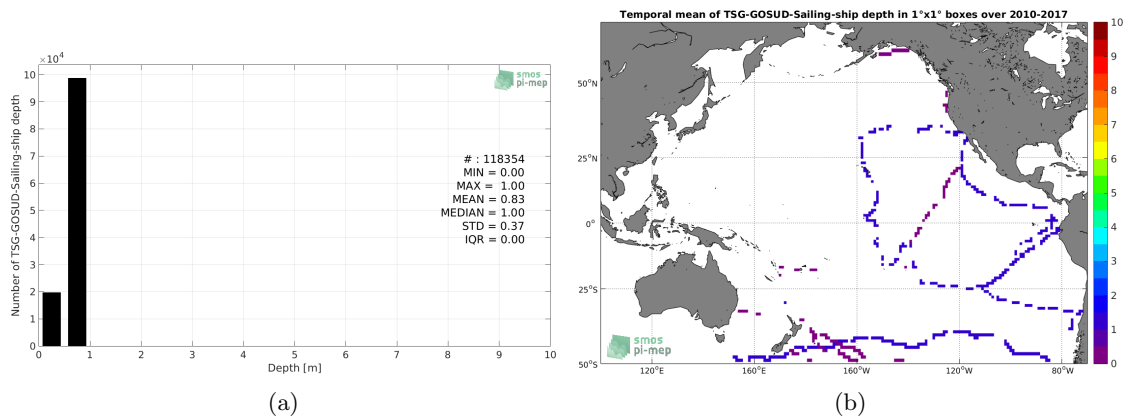 ×10⁴
10
9
8
7
6
5
4
3
2
1
0
Number of TSG-GOSUD-Sailing-ship depth
smos
pi-mep
# : 118354
MIN = 0.00
MAX = 1.00
MEAN = 0.83
MEDIAN = 1.00
STD = 0.37
IQR = 0.00
0 1 2 3 4 5 6 7 8 9 10
Depth [m]
(a)
Temporal mean of TSG-GOSUD-Sailing-ship depth in 1°x1° boxes over 2010-2017
50°N
25°N
0°
25°S
50°S
120°E 160°E 160°W 120°W 80°W
smos
pi-mep
10
9
8
7
6
5
4
3
2
1
0
(b)